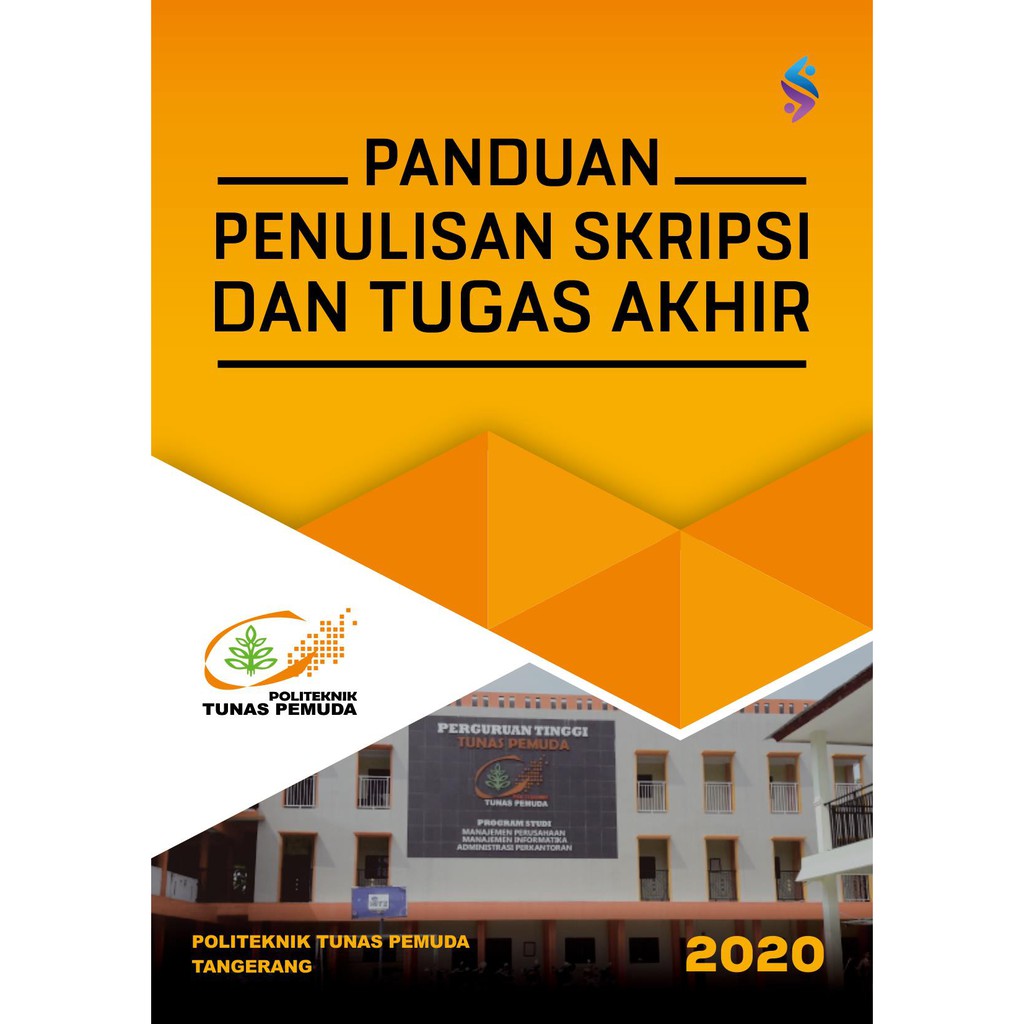 PANDUAN
PENULISAN SKRIPSI
DAN TUGAS AKHIR
POLITEKNIK
TUNAS PEMUDA
PERGURUAN TINGGI
TUNAS PEMUDA
TUNAS PEMUDA
PROGRAM STUDI
MANAJEMEN PERUSAHAAN
MANAJEMEN INFORMATIKA
ADMINISTRASI PERKANTORAN
POLITEKNIK TUNAS PEMUDA
TANGERANG
2020